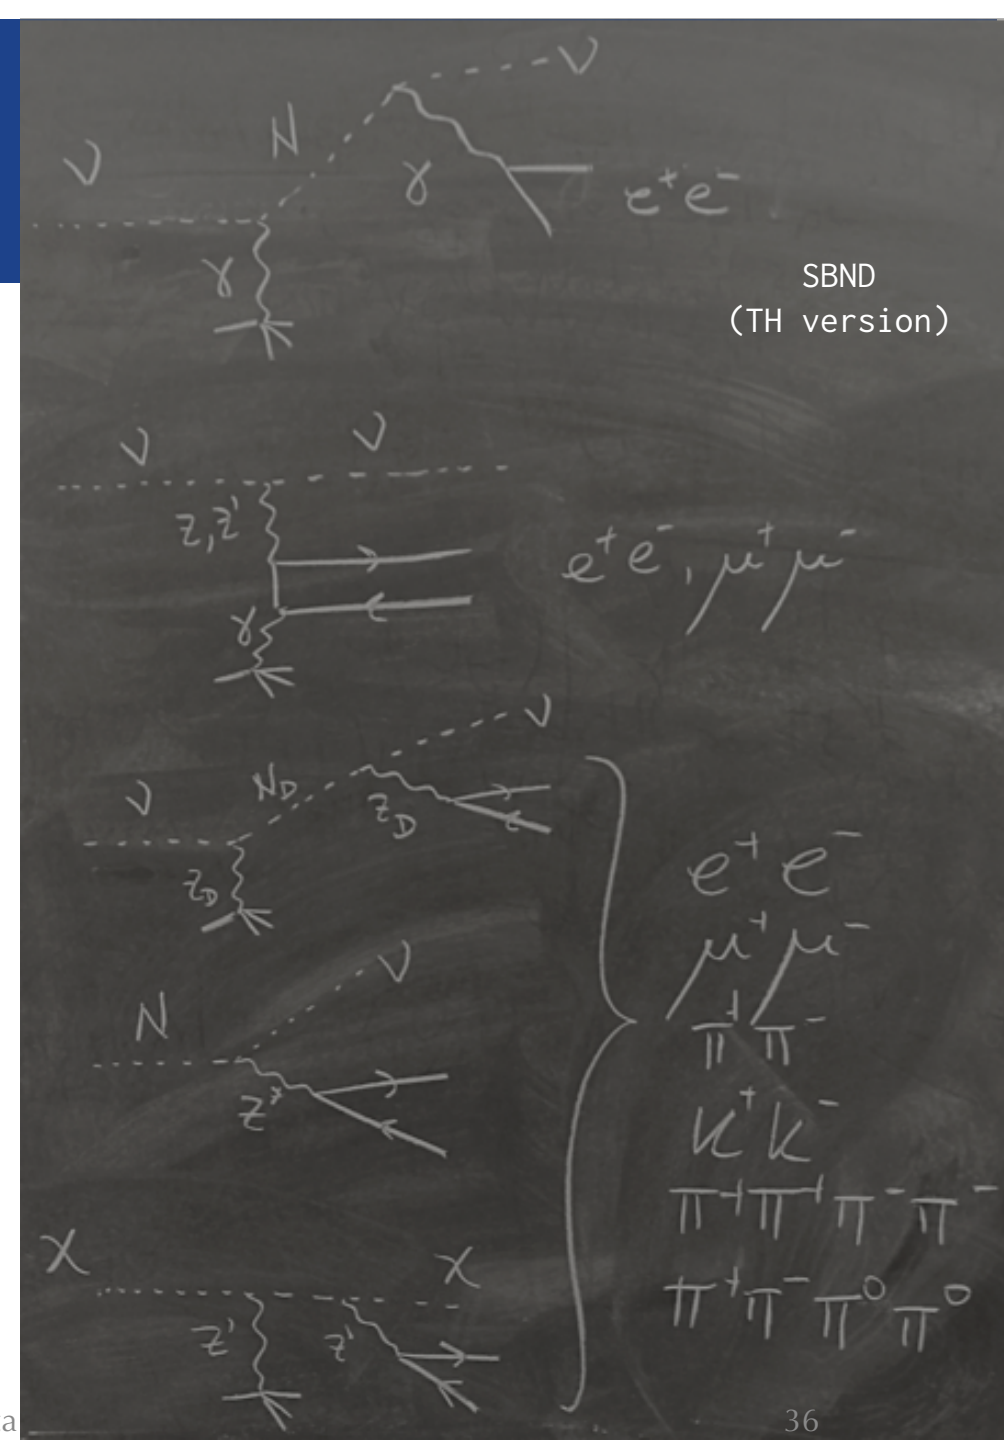 ν
N
ν
γ
γ
e⁺e⁻
SBND
(TH version)
ν
ν
Z,Z'
γ
e⁺e⁻, μ⁺μ⁻
ν
N_D
ν
Z_D
Z_D
N
ν
Z*
χ
χ
Z'
Z'
e⁺e⁻
μ⁺μ⁻
π⁺π⁻
K⁺K⁻
π⁺π⁺π⁻π⁻
π⁺π⁻π⁰π⁰
36